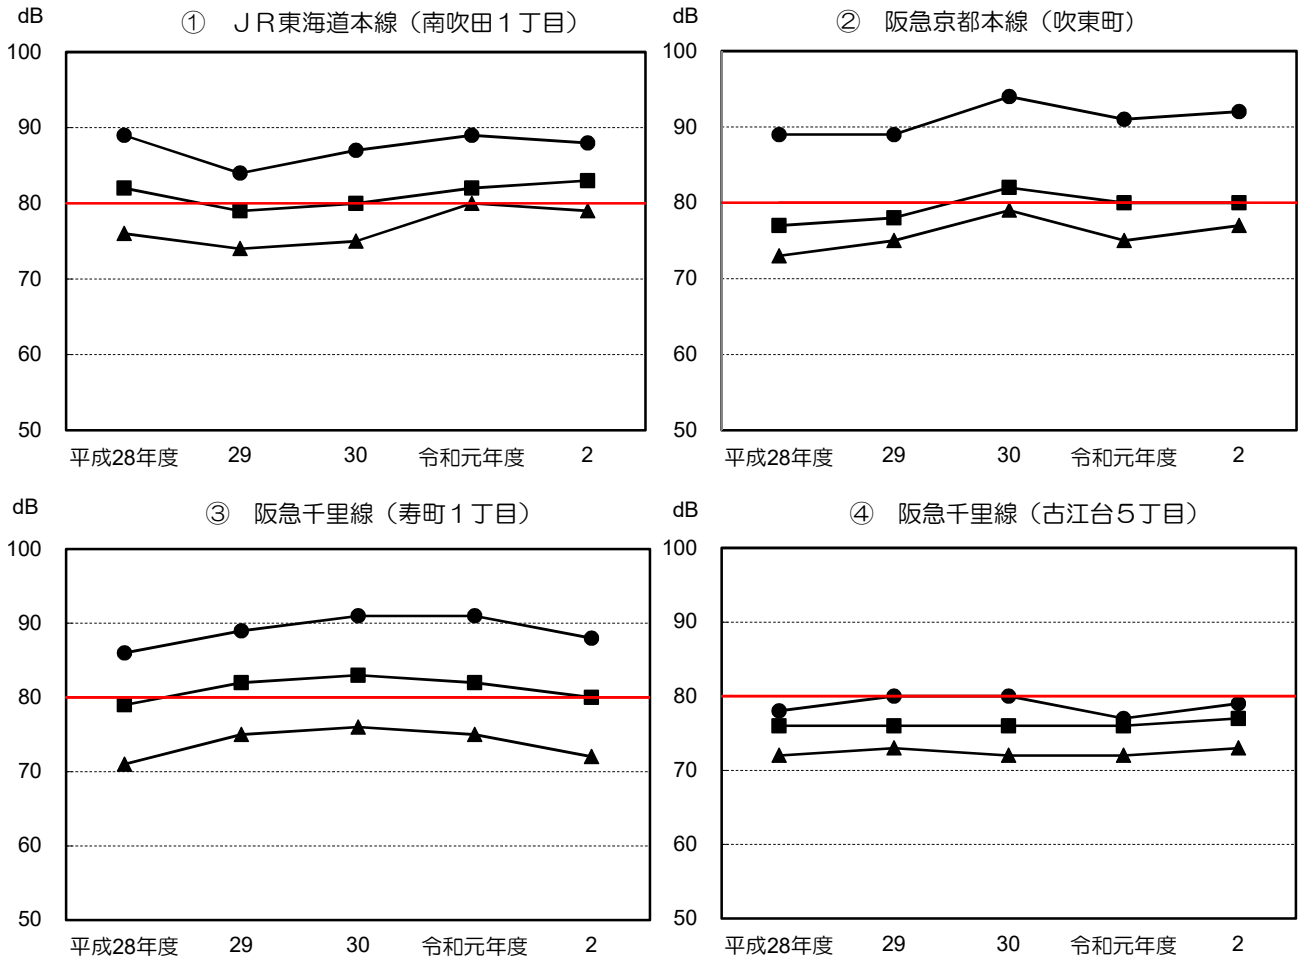 dB
① ＪＲ東海道本線（南吹田１丁目）
100
90
80
70
60
50
平成28年度 29 30 令和元年度 2
dB
② 阪急京都本線（吹東町）
100
90
80
70
60
50
平成28年度 29 30 令和元年度 2
dB
③ 阪急千里線（寿町１丁目）
100
90
80
70
60
50
平成28年度 29 30 令和元年度 2
dB
④ 阪急千里線（古江台５丁目）
100
90
80
70
60
50
平成28年度 29 30 令和元年度 2